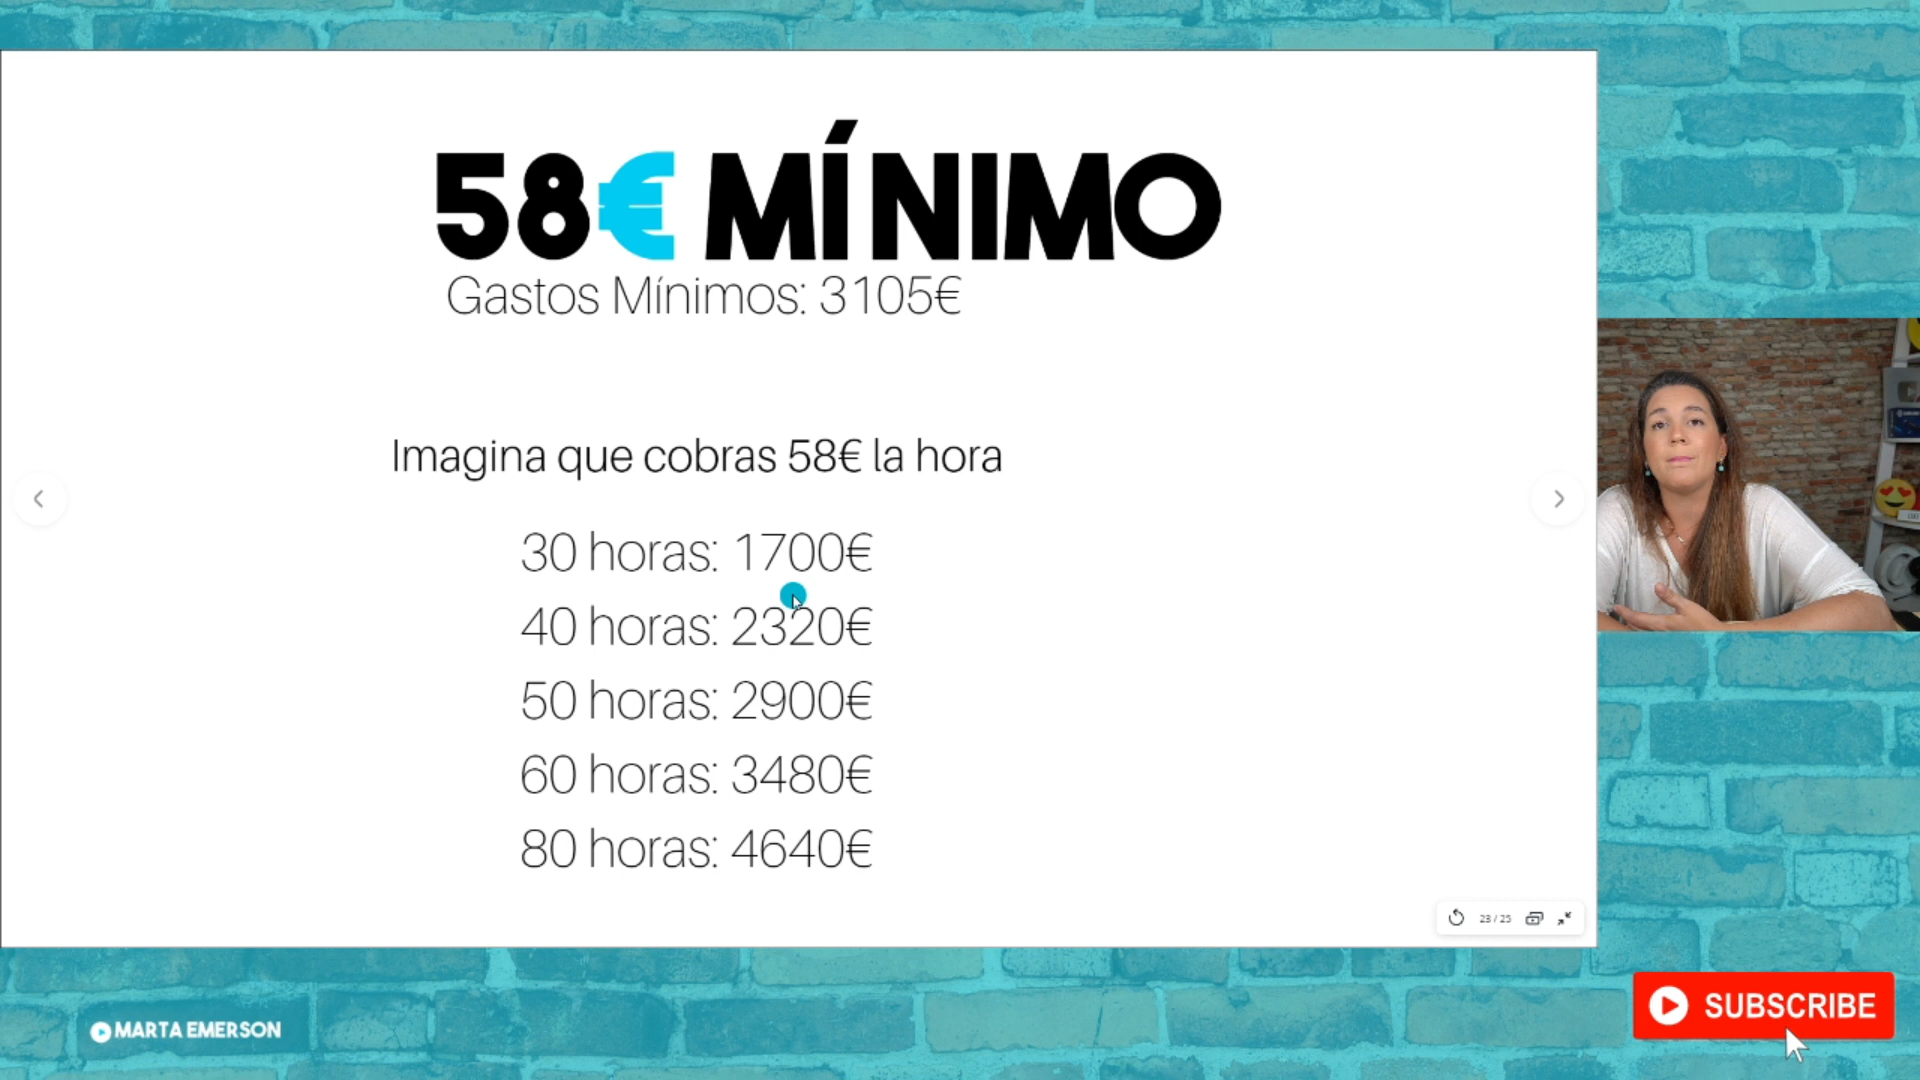 58€ MÍNIMO
Gastos Mínimos: 3105€
Imagina que cobras 58€ la hora
30 horas: 1700€
40 horas: 2320€
50 horas: 2900€
60 horas: 3480€
80 horas: 4640€
23 / 25
MARTA EMERSON
SUBSCRIBE